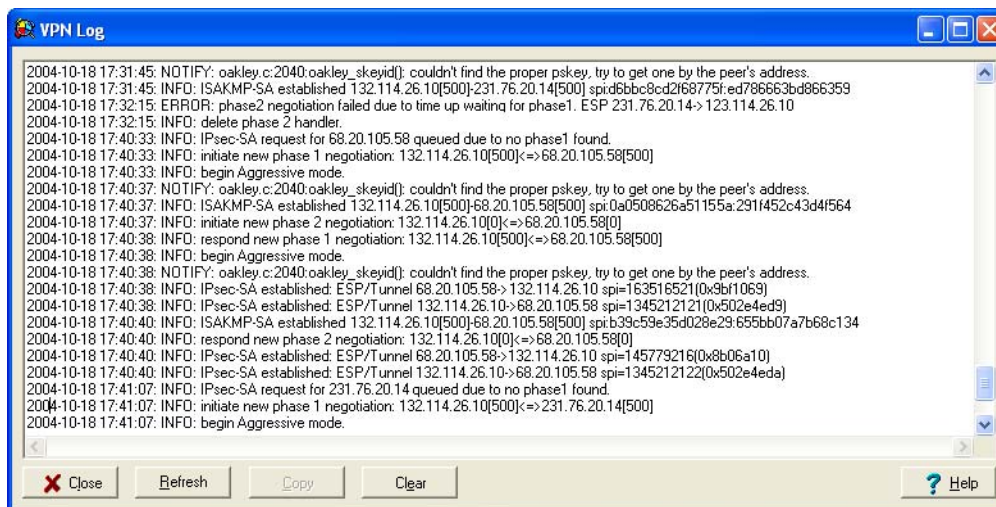 VPN Log
2004-10-18 17:31:45: NOTIFY: oakley.c:2040:oakley_skeyid(): couldn't find the proper pskey, try to get one by the peer's address.
2004-10-18 17:31:45: INFO: ISAKMP-SA established 132.114.26.10[500]-231.76.20.14[500] spi:d6bbc8cd2f68775f:ed786663bd866359
2004-10-18 17:32:15: ERROR: phase2 negotiation failed due to time up waiting for phase1. ESP 231.76.20.14->123.114.26.10
2004-10-18 17:32:15: INFO: delete phase 2 handler.
2004-10-18 17:40:33: INFO: IPsec-SA request for 68.20.105.58 queued due to no phase1 found.
2004-10-18 17:40:33: INFO: initiate new phase 1 negotiation: 132.114.26.10[500]<=>68.20.105.58[500]
2004-10-18 17:40:33: INFO: begin Aggressive mode.
2004-10-18 17:40:37: NOTIFY: oakley.c:2040:oakley_skeyid(): couldn't find the proper pskey, try to get one by the peer's address.
2004-10-18 17:40:37: INFO: ISAKMP-SA established 132.114.26.10[500]-68.20.105.58[500] spi:0a0508626a51155a:291f452c43d4f564
2004-10-18 17:40:37: INFO: initiate new phase 2 negotiation: 132.114.26.10[0]<=>68.20.105.58[0]
2004-10-18 17:40:38: INFO: respond new phase 1 negotiation: 132.114.26.10[500]<=>68.20.105.58[500]
2004-10-18 17:40:38: INFO: begin Aggressive mode.
2004-10-18 17:40:38: NOTIFY: oakley.c:2040:oakley_skeyid(): couldn't find the proper pskey, try to get one by the peer's address.
2004-10-18 17:40:38: INFO: IPsec-SA established: ESP/Tunnel 68.20.105.58-> 132.114.26.10 spi=163516521(0x9bf1069)
2004-10-18 17:40:38: INFO: IPsec-SA established: ESP/Tunnel 132.114.26.10->68.20.105.58 spi=1345212121(0x502e4ed9)
2004-10-18 17:40:40: INFO: ISAKMP-SA established 132.114.26.10[500]-68.20.105.58[500] spi:b39c59e35d028e29:655bb07a7b68c134
2004-10-18 17:40:40: INFO: respond new phase 2 negotiation: 132.114.26.10[0]<=>68.20.105.58[0]
2004-10-18 17:40:40: INFO: IPsec-SA established: ESP/Tunnel 68.20.105.58->132.114.26.10 spi=145779216(0x8b06a10)
2004-10-18 17:40:40: INFO: IPsec-SA established: ESP/Tunnel 132.114.26.10->68.20.105.58 spi=1345212122(0x502e4eda)
2004-10-18 17:41:07: INFO: IPsec-SA request for 231.76.20.14 queued due to no phase1 found.
2004-10-18 17:41:07: INFO: initiate new phase 1 negotiation: 132.114.26.10[500]<=>231.76.20.14[500]
2004-10-18 17:41:07: INFO: begin Aggressive mode.
Close Refresh Copy Clear Help